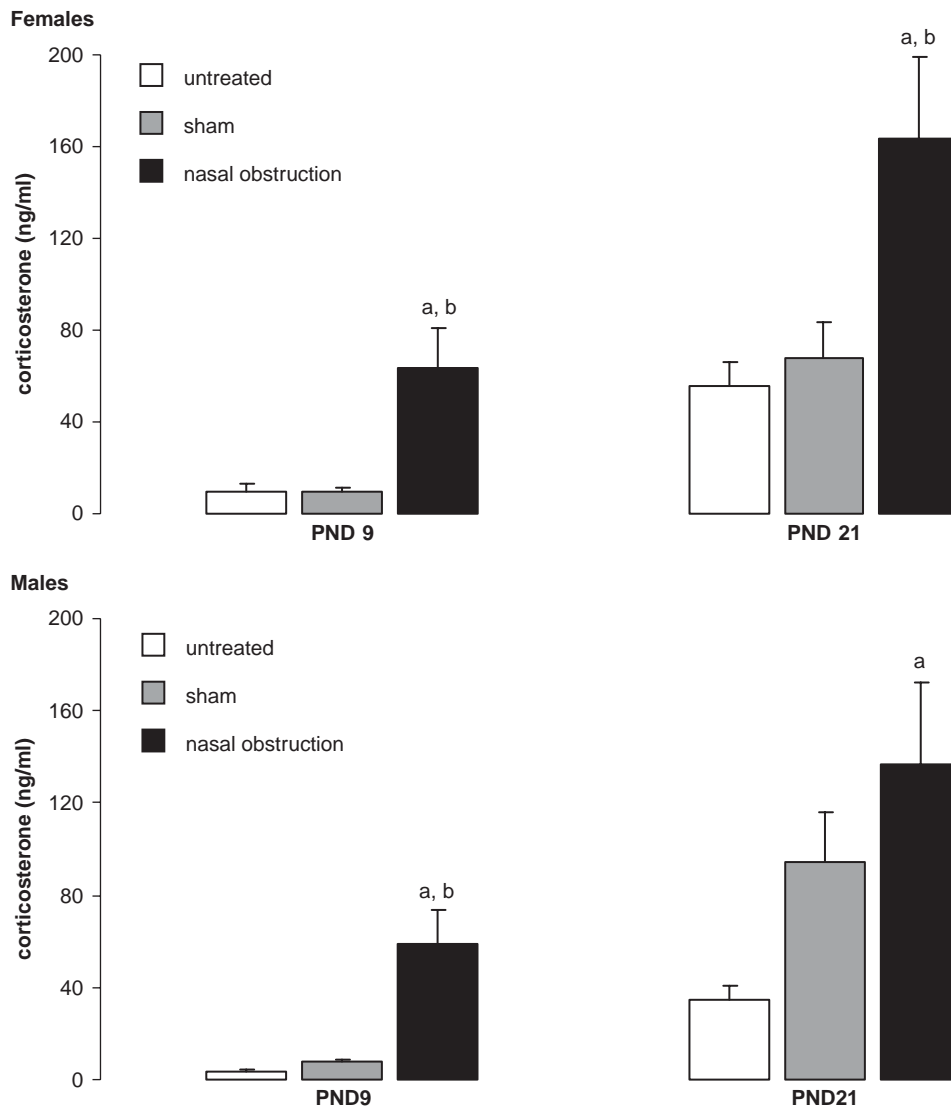 Females
200
160
120
80
40
0
corticosterone (ng/ml)
untreated
sham
nasal obstruction
a, b
a, b
PND 9
PND 21
Males
200
160
120
80
40
0
corticosterone (ng/ml)
untreated
sham
nasal obstruction
a, b
a
PND9
PND21